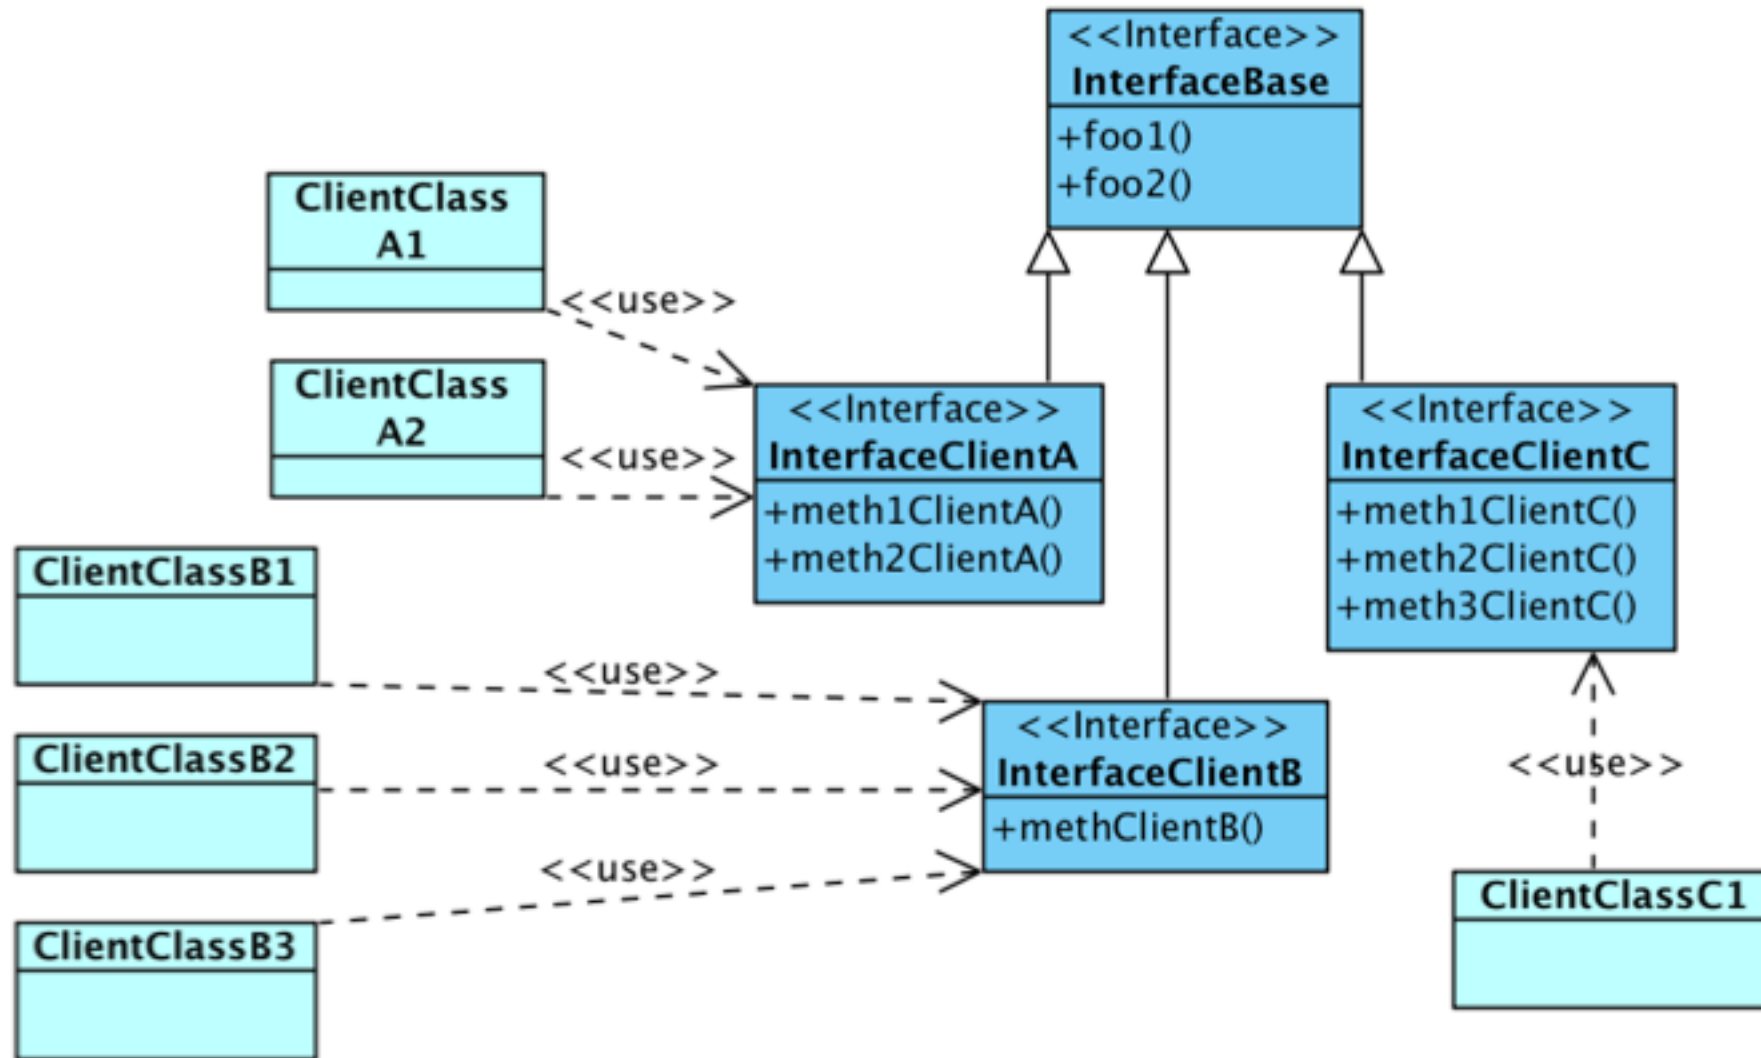 <<Interface>>
InterfaceBase
+foo1()
+foo2()
ClientClass
A1
<<use>>
ClientClass
A2
<<use>>
<<Interface>>
InterfaceClientA
+meth1ClientA()
+meth2ClientA()
<<Interface>>
InterfaceClientC
+meth1ClientC()
+meth2ClientC()
+meth3ClientC()
ClientClassB1
<<use>>
ClientClassB2
<<use>>
ClientClassB3
<<use>>
<<Interface>>
InterfaceClientB
+methClientB()
<<use>>
ClientClassC1